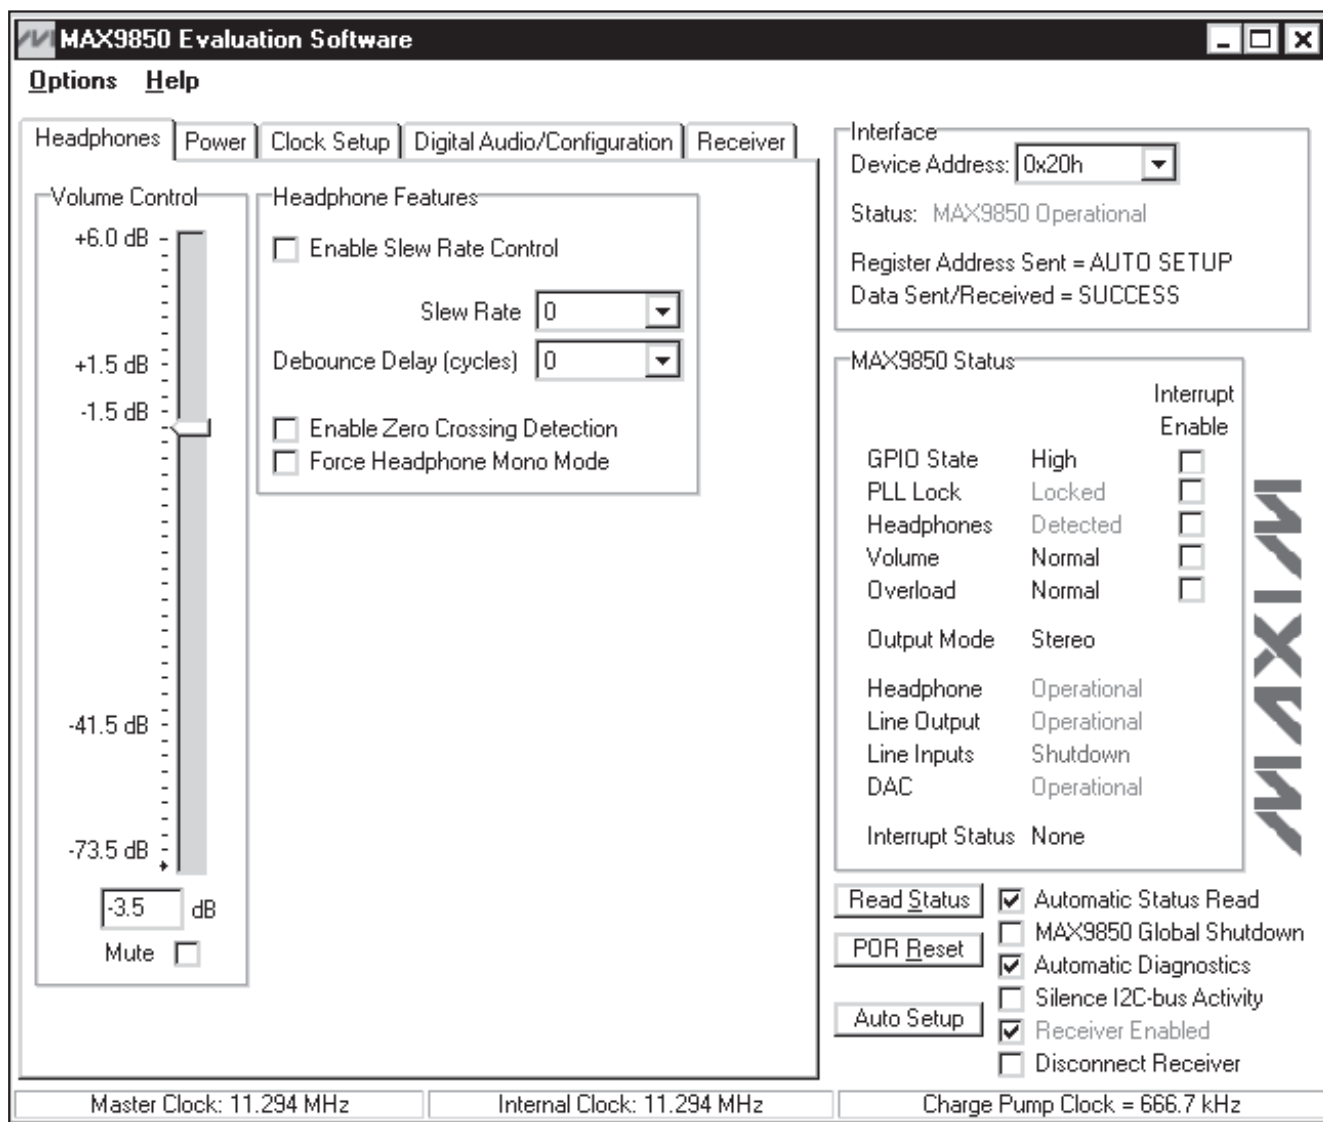 MAX9850 Evaluation Software
Options Help
Headphones Power Clock Setup Digital Audio/Configuration Receiver
Volume Control
+6.0 dB
+1.5 dB
-1.5 dB
-41.5 dB
-73.5 dB
-3.5 dB
Mute
Headphone Features
Enable Slew Rate Control
Slew Rate 0
Debounce Delay (cycles) 0
Enable Zero Crossing Detection
Force Headphone Mono Mode
Interface
Device Address: 0x20h
Status: MAX9850 Operational
Register Address Sent = AUTO SETUP
Data Sent/Received = SUCCESS
MAX9850 Status
Interrupt
Enable
GPIO State High
PLL Lock Locked
Headphones Detected
Volume Normal
Overload Normal
Output Mode Stereo
Headphone Operational
Line Output Operational
Line Inputs Shutdown
DAC Operational
Interrupt Status None
MAXIM
Read Status
POR Reset
Auto Setup
Automatic Status Read
MAX9850 Global Shutdown
Automatic Diagnostics
Silence I2C-bus Activity
Receiver Enabled
Disconnect Receiver
Master Clock: 11.294 MHz
Internal Clock: 11.294 MHz
Charge Pump Clock = 666.7 kHz